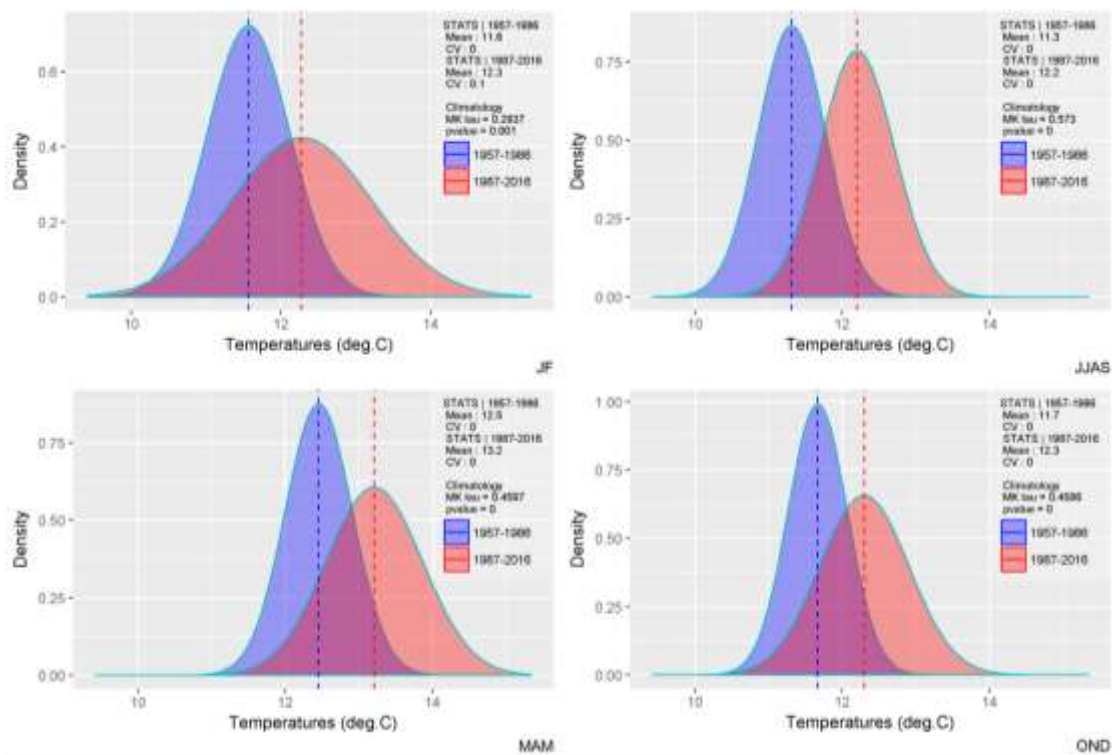 STATS | 1957-1986
Mean : 11.6
CV : 0
STATS | 1987-2016
Mean : 12.3
CV : 0.1
Climatology
MK tau = 0.2937
pvalue = 0.001
1957-1986
1987-2016
Density
0.6
0.4
0.2
0.0
10 12 14
Temperatures (deg.C)
JF
STATS | 1957-1986
Mean : 11.3
CV : 0
STATS | 1987-2016
Mean : 12.2
CV : 0
Climatology
MK tau = 0.573
pvalue = 0
1957-1986
1987-2016
Density
0.75
0.50
0.25
0.00
10 12 14
Temperatures (deg.C)
JJAS
STATS | 1957-1986
Mean : 12.5
CV : 0
STATS | 1987-2016
Mean : 13.2
CV : 0
Climatology
MK tau = 0.4597
pvalue = 0
1957-1986
1987-2016
Density
0.75
0.50
0.25
0.00
10 12 14
Temperatures (deg.C)
MAM
STATS | 1957-1986
Mean : 11.7
CV : 0
STATS | 1987-2016
Mean : 12.3
CV : 0
Climatology
MK tau = 0.4586
pvalue = 0
1957-1986
1987-2016
Density
1.00
0.75
0.50
0.25
0.00
10 12 14
Temperatures (deg.C)
OND